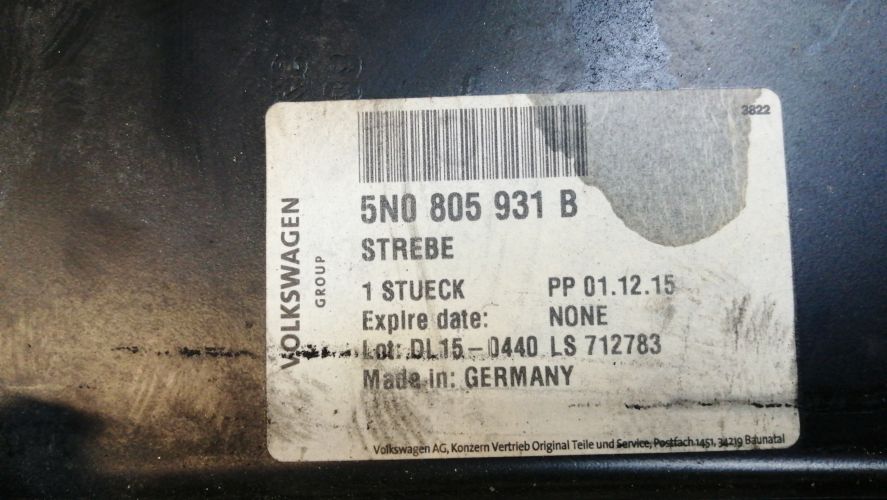 3822
5N0 805 931 B
STREBE
1 STUECK PP 01.12.15
Expire date: NONE
Lot: DL15-0440 LS 712783
Made in: GERMANY
VOLKSWAGEN
GROUP
Volkswagen AG, Konzern Vertrieb Original Teile und Service, Postfach 1451, 34219 Baunatal